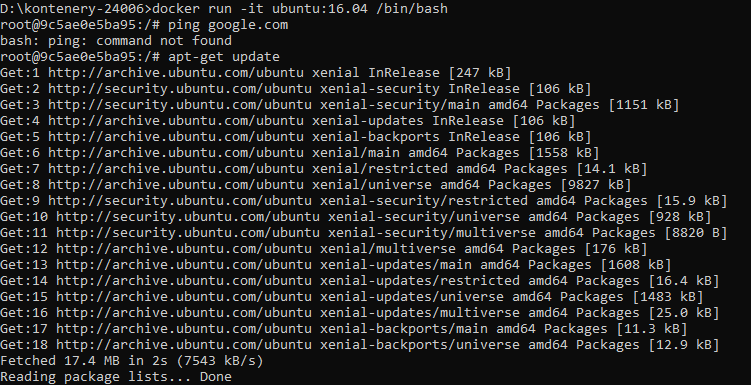 D:\kontenery-24006>docker run -it ubuntu:16.04 /bin/bash
root@9c5ae0e5ba95:/# ping google.com
bash: ping: command not found
root@9c5ae0e5ba95:/# apt-get update
Get:1 http://archive.ubuntu.com/ubuntu xenial InRelease [247 kB]
Get:2 http://security.ubuntu.com/ubuntu xenial-security InRelease [106 kB]
Get:3 http://security.ubuntu.com/ubuntu xenial-security/main amd64 Packages [1151 kB]
Get:4 http://archive.ubuntu.com/ubuntu xenial-updates InRelease [106 kB]
Get:5 http://archive.ubuntu.com/ubuntu xenial-backports InRelease [106 kB]
Get:6 http://archive.ubuntu.com/ubuntu xenial/main amd64 Packages [1558 kB]
Get:7 http://archive.ubuntu.com/ubuntu xenial/restricted amd64 Packages [14.1 kB]
Get:8 http://archive.ubuntu.com/ubuntu xenial/universe amd64 Packages [9827 kB]
Get:9 http://security.ubuntu.com/ubuntu xenial-security/restricted amd64 Packages [15.9 kB]
Get:10 http://security.ubuntu.com/ubuntu xenial-security/universe amd64 Packages [928 kB]
Get:11 http://security.ubuntu.com/ubuntu xenial-security/multiverse amd64 Packages [8820 B]
Get:12 http://archive.ubuntu.com/ubuntu xenial/multiverse amd64 Packages [176 kB]
Get:13 http://archive.ubuntu.com/ubuntu xenial-updates/main amd64 Packages [1608 kB]
Get:14 http://archive.ubuntu.com/ubuntu xenial-updates/restricted amd64 Packages [16.4 kB]
Get:15 http://archive.ubuntu.com/ubuntu xenial-updates/universe amd64 Packages [1483 kB]
Get:16 http://archive.ubuntu.com/ubuntu xenial-updates/multiverse amd64 Packages [25.0 kB]
Get:17 http://archive.ubuntu.com/ubuntu xenial-backports/main amd64 Packages [11.3 kB]
Get:18 http://archive.ubuntu.com/ubuntu xenial-backports/universe amd64 Packages [12.9 kB]
Fetched 17.4 MB in 2s (7543 kB/s)
Reading package lists... Done